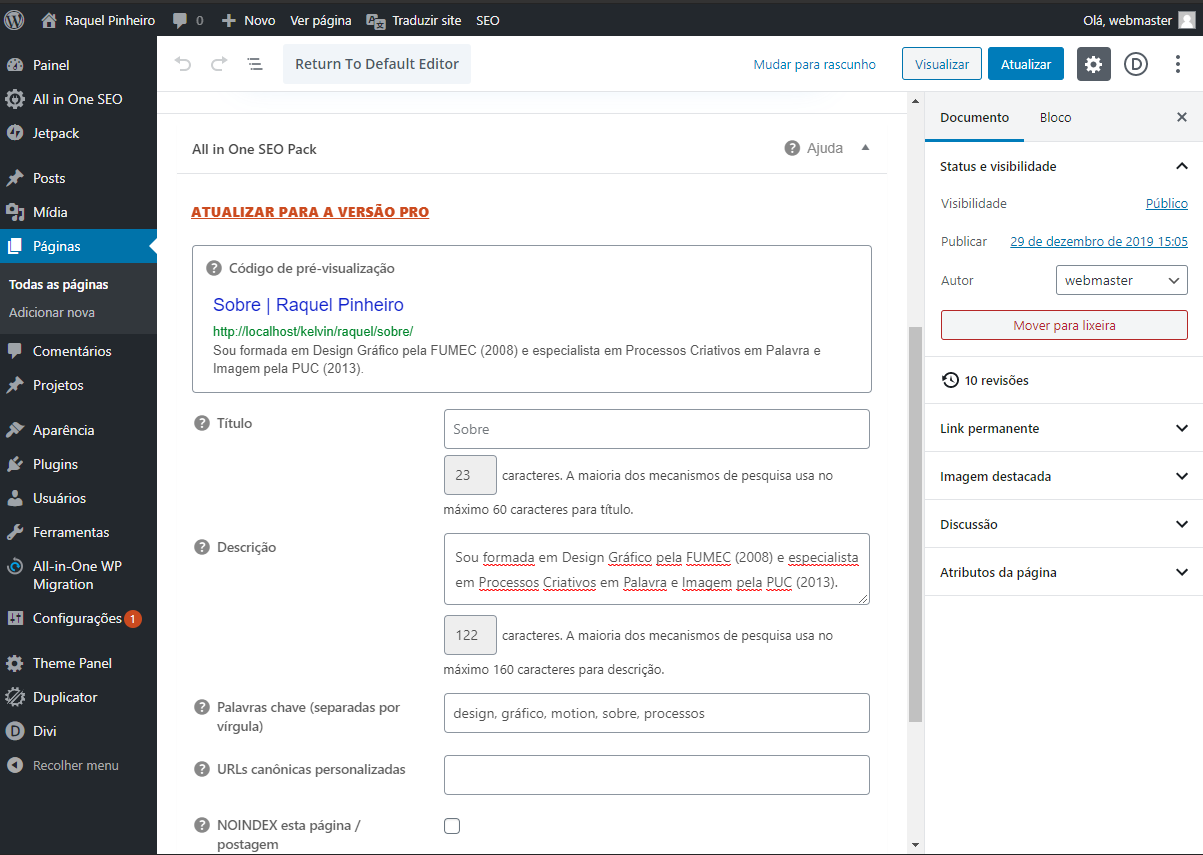 Raquel Pinheiro
0
Novo
Ver página
Traduzir site
SEO
Olá, webmaster
Painel
All in One SEO
Jetpack
Posts
Mídia
Páginas
Todas as páginas
Adicionar nova
Comentários
Projetos
Aparência
Plugins
Usuários
Ferramentas
All-in-One WP
Migration
Configurações 1
Theme Panel
Duplicator
Divi
Recolher menu
Return To Default Editor
Mudar para rascunho
Visualizar
Atualizar
D
All in One SEO Pack
Ajuda
ATUALIZAR PARA A VERSÃO PRO
Código de pré-visualização
Sobre | Raquel Pinheiro
http://localhost/kelvin/raquel/sobre/
Sou formada em Design Gráfico pela FUMEC (2008) e especialista em Processos Criativos em Palavra e
Imagem pela PUC (2013).
Título
Sobre
23 caracteres. A maioria dos mecanismos de pesquisa usa no
máximo 60 caracteres para título.
Descrição
Sou formada em Design Gráfico pela FUMEC (2008) e especialista
em Processos Criativos em Palavra e Imagem pela PUC (2013).
122 caracteres. A maioria dos mecanismos de pesquisa usa no
máximo 160 caracteres para descrição.
Palavras chave (separadas por
vírgula)
design, gráfico, motion, sobre, processos
URLs canônicas personalizadas
NOINDEX esta página /
postagem
Documento
Bloco
Status e visibilidade
Visibilidade
Público
Publicar
29 de dezembro de 2019 15:05
Autor
webmaster
Mover para lixeira
10 revisões
Link permanente
Imagem destacada
Discussão
Atributos da página